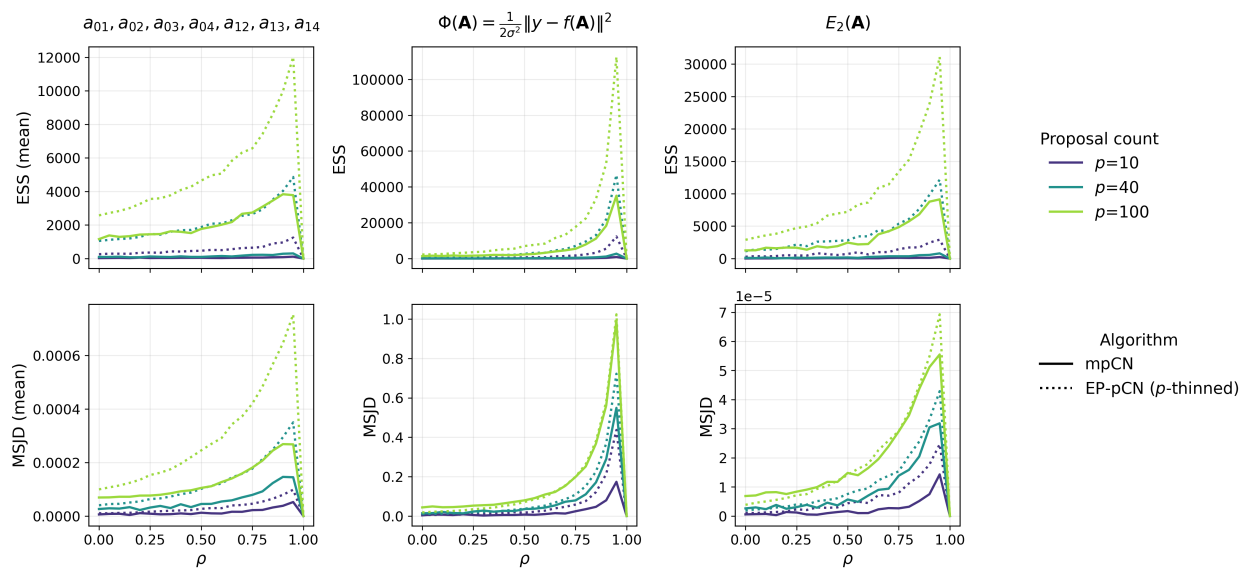 a₀₁, a₀₂, a₀₃, a₀₄, a₁₂, a₁₃, a₁₄
Φ(A) = 1/2σ² ‖y − f(A)‖²
E₂(A)
ESS (mean)
12000
10000
8000
6000
4000
2000
0
ESS
100000
80000
60000
40000
20000
0
ESS
30000
25000
20000
15000
10000
5000
0
Proposal count
p=10
p=40
p=100
MSJD (mean)
0.0006
0.0004
0.0002
0.0000
0.00 0.25 0.50 0.75 1.00
ρ
MSJD
1.0
0.8
0.6
0.4
0.2
0.0
0.00 0.25 0.50 0.75 1.00
ρ
1e−5
MSJD
7
6
5
4
3
2
1
0
0.00 0.25 0.50 0.75 1.00
ρ
Algorithm
mpCN
EP-pCN (p-thinned)